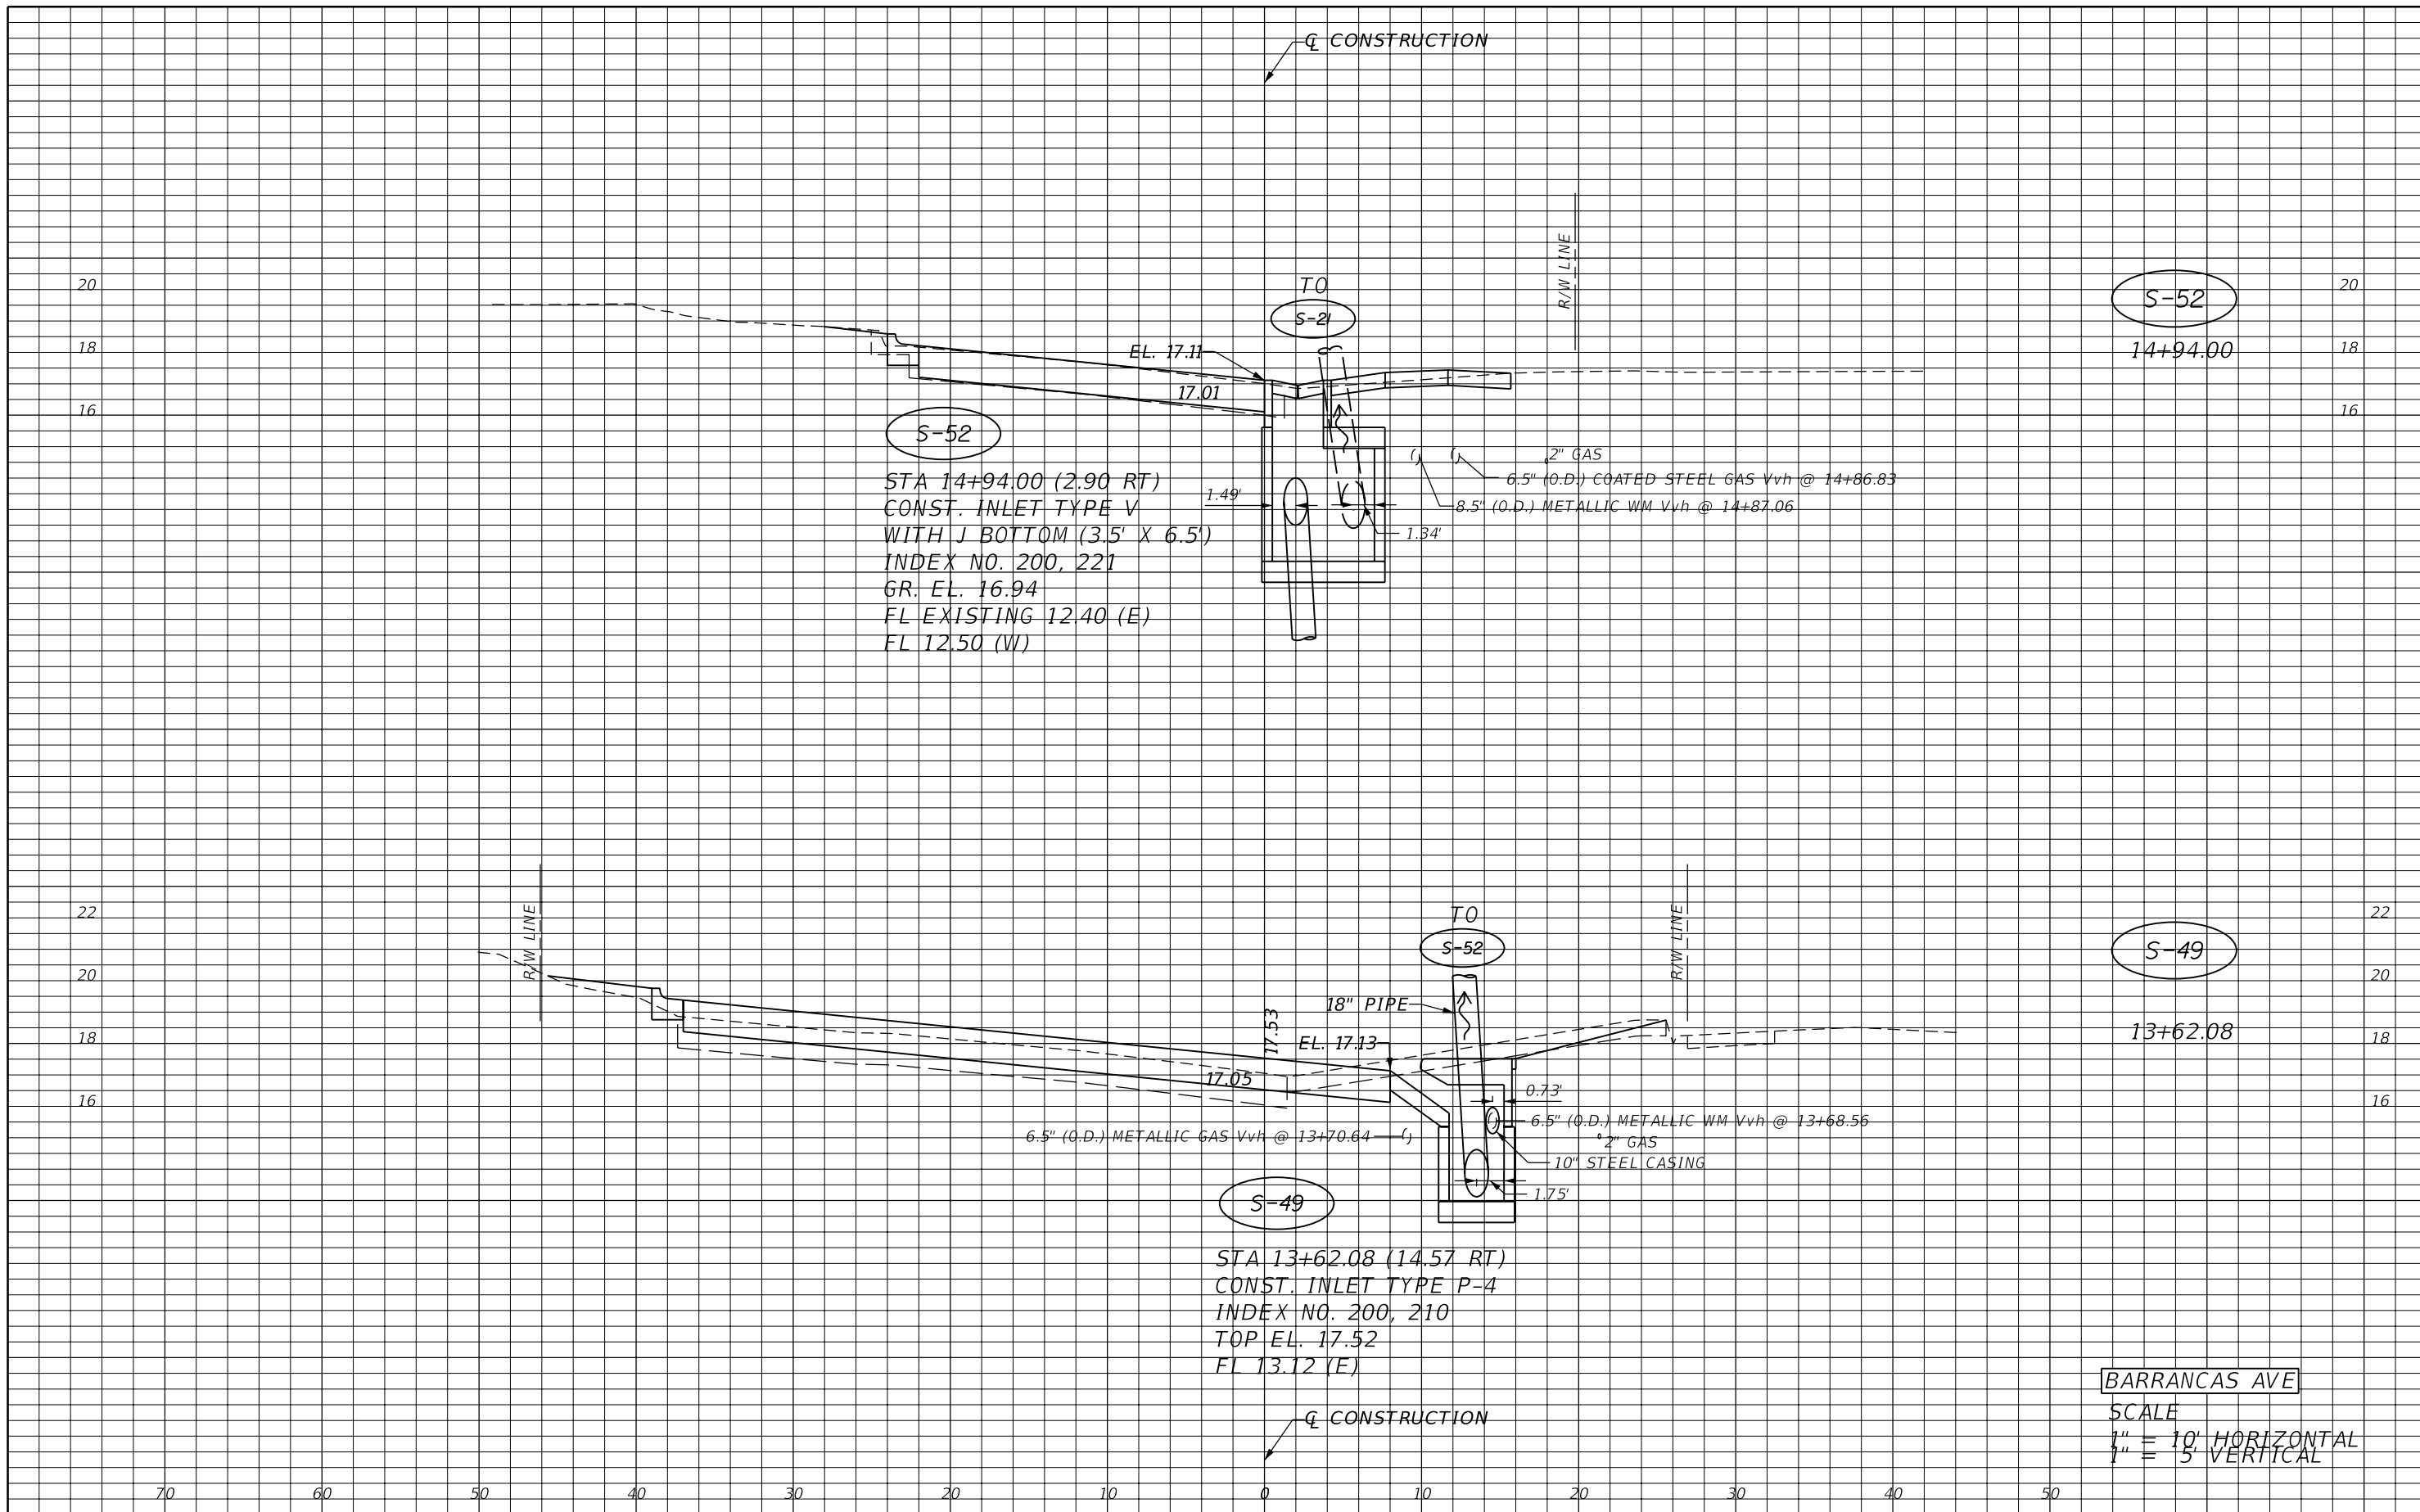 ℄ CONSTRUCTION
R/W LINE
20
TO
20
S-52
S-21
18
EL. 17.11
14+94.00
18
17.01
16
16
S-52
2" GAS
STA 14+94.00 (2.90 RT)
6.5" (O.D.) COATED STEEL GAS Vvh @ 14+86.83
1.49'
CONST. INLET TYPE V
8.5" (O.D.) METALLIC WM Vvh @ 14+87.06
WITH J BOTTOM (3.5' X 6.5')
1.34'
INDEX NO. 200, 221
GR. EL. 16.94
FL EXISTING 12.40 (E)
FL 12.50 (W)
22
TO
22
R/W LINE
R/W LINE
S-52
S-49
20
20
18" PIPE
17.53
18
EL. 17.13
13+62.08
18
17.05
0.73'
16
16
6.5" (O.D.) METALLIC WM Vvh @ 13+68.56
6.5" (O.D.) METALLIC GAS Vvh @ 13+70.64
2" GAS
10" STEEL CASING
1.75'
S-49
STA 13+62.08 (14.57 RT)
CONST. INLET TYPE P-4
INDEX NO. 200, 210
TOP EL. 17.52
FL 13.12 (E)
BARRANCAS AVE
℄ CONSTRUCTION
SCALE
1" = 10' HORIZONTAL
1" = 5' VERTICAL
70 60 50 40 30 20 10 0 10 20 30 40 50